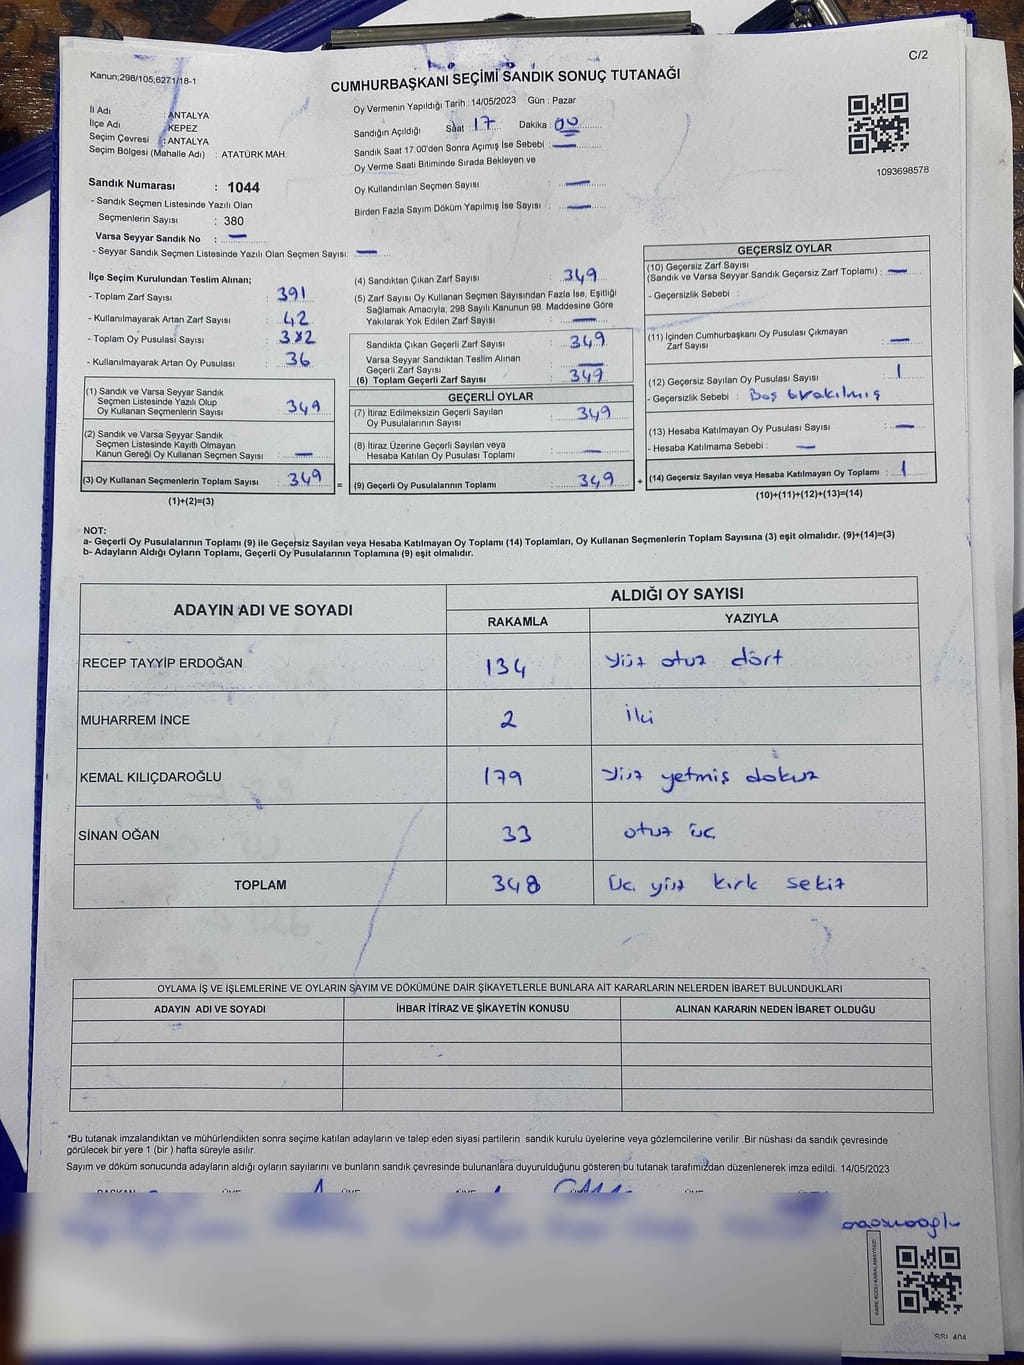 C/2
Kanun;298/105;6271/18-1
CUMHURBAŞKANI SEÇİMİ SANDIK SONUÇ TUTANAĞI
İl Adı : ANTALYA
İlçe Adı : KEPEZ
Seçim Çevresi : ANTALYA
Seçim Bölgesi (Mahalle Adı) : ATATÜRK MAH.
Oy Vermenin Yapıldığı Tarih : 14/05/2023 Gün : Pazar
Sandığın Açıldığı Saat : 17 Dakika : 00
Sandık Saat 17.00'den Sonra Açımış İse Sebebi : —
Oy Verme Saati Bitiminde Sırada Bekleyen ve
Oy Kullandırılan Seçmen Sayısı : —
Birden Fazla Sayım Döküm Yapılmış İse Sayısı : —
1093698578
Sandık Numarası : 1044
- Sandık Seçmen Listesinde Yazılı Olan
Seçmenlerin Sayısı : 380
Varsa Seyyar Sandık No : —
- Seyyar Sandık Seçmen Listesinde Yazılı Olan Seçmen Sayısı: —
İlçe Seçim Kurulundan Teslim Alınan;
- Toplam Zarf Sayısı : 391
- Kullanılmayarak Artan Zarf Sayısı : 42
- Toplam Oy Pusulası Sayısı :
- Kullanılmayarak Artan Oy Pusulası : 36
(1) Sandık ve Varsa Seyyar Sandık
Seçmen Listesinde Yazılı Olup
Oy Kullanan Seçmenlerin Sayısı : 349
(2) Sandık ve Varsa Seyyar Sandık
Seçmen Listesinde Kayıtlı Olmayan
Kanun Gereği Oy Kullanan Seçmen Sayısı : —
(3) Oy Kullanan Seçmenlerin Toplam Sayısı : 349 =
(1)+(2)=(3)
(4) Sandıktan Çıkan Zarf Sayısı : 349
(5) Zarf Sayısı Oy Kullanan Seçmen Sayısından Fazla İse, Eşitliği
Sağlamak Amacıyla; 298 Sayılı Kanunun 98. Maddesine Göre
Yakılarak Yok Edilen Zarf Sayısı : —
Sandıkta Çıkan Geçerli Zarf Sayısı : 349
Varsa Seyyar Sandıktan Teslim Alınan
Geçerli Zarf Sayısı : —
(6) Toplam Geçerli Zarf Sayısı : 349
GEÇERLİ OYLAR
(7) İtiraz Edilmeksizin Geçerli Sayılan
Oy Pusulalarının Sayısı : 349
(8) İtiraz Üzerine Geçerli Sayılan veya
Hesaba Katılan Oy Pusulası Toplamı : —
(9) Geçerli Oy Pusulalarının Toplamı : 349 +
GEÇERSİZ OYLAR
(10) Geçersiz Zarf Sayısı
(Sandık ve Varsa Seyyar Sandık Geçersiz Zarf Toplamı) : —
- Geçersizlik Sebebi :
(11) İçinden Cumhurbaşkanı Oy Pusulası Çıkmayan
Zarf Sayısı : —
(12) Geçersiz Sayılan Oy Pusulası Sayısı : 1
- Geçersizlik Sebebi : Boş bırakılmış
(13) Hesaba Katılmayan Oy Pusulası Sayısı : —
- Hesaba Katılmama Sebebi : —
(14) Geçersiz Sayılan veya Hesaba Katılmayan Oy Toplamı : 1
(10)+(11)+(12)+(13)=(14)
NOT:
a- Geçerli Oy Pusulalarının Toplamı (9) ile Geçersiz Sayılan veya Hesaba Katılmayan Oy Toplamı (14) Toplamları, Oy Kullanan Seçmenlerin Toplam Sayısına (3) eşit olmalıdır. (9)+(14)=(3)
b- Adayların Aldığı Oyların Toplamı, Geçerli Oy Pusulalarının Toplamına (9) eşit olmalıdır.
ADAYIN ADI VE SOYADI ALDIĞI OY SAYISI
RAKAMLA YAZIYLA
RECEP TAYYİP ERDOĞAN 134 yüz otuz dört
MUHARREM İNCE 2 iki
KEMAL KILIÇDAROĞLU 179 yüz yetmiş dokuz
SİNAN OĞAN 33 otuz üç
TOPLAM 348 üç yüz kırk sekiz
OYLAMA İŞ VE İŞLEMLERİNE VE OYLARIN SAYIM VE DÖKÜMÜNE DAİR ŞİKAYETLERLE BUNLARA AİT KARARLARIN NELERDEN İBARET BULUNDUKLARI
ADAYIN ADI VE SOYADI İHBAR İTİRAZ VE ŞİKAYETİN KONUSU ALINAN KARARIN NEDEN İBARET OLDUĞU
*Bu tutanak imzalandıktan ve mühürlendikten sonra seçime katılan adayların ve talep eden siyasi partilerin sandık kurulu üyelerine veya gözlemcilerine verilir .Bir nüshası da sandık çevresinde
görülecek bir yere 1 (bir ) hafta süreyle asılır.
Sayım ve döküm sonucunda adayların aldığı oyların sayılarını ve bunların sandık çevresinde bulunanlara duyurulduğunu gösteren bu tutanak tarafımızdan düzenlenerek imza edildi. 14/05/2023
BAŞKAN ÜYE ÜYE ÜYE ÜYE ÜYE